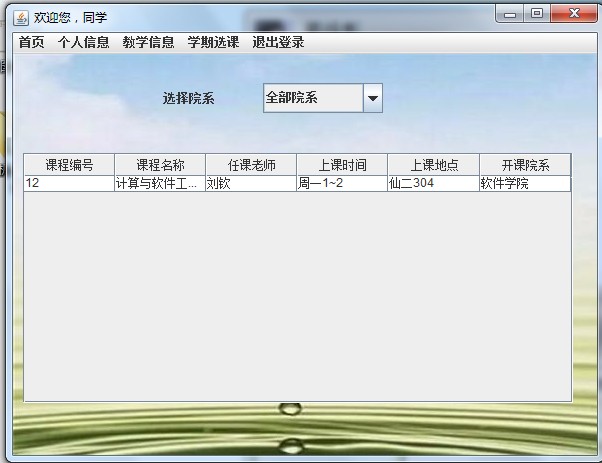 欢迎您，同学
首页 个人信息 教学信息 学期选课 退出登录
选择院系 全部院系
课程编号 课程名称 任课老师 上课时间 上课地点 开课院系
12 计算与软件工... 刘钦 周一1~2 仙二304 软件学院